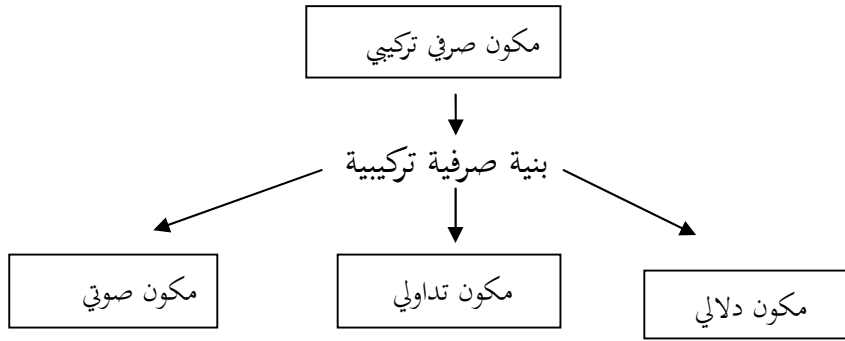 مكون صرفي تركيبي
بنية صرفية تركيبية
مكون دلالي
مكون تداولي
مكون صوتي